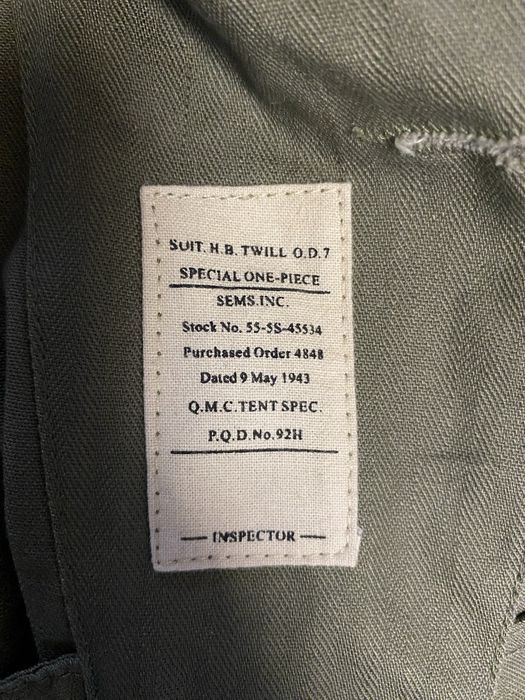 SUIT. H.B. TWILL O.D.7
SPECIAL ONE-PIECE
SEMS.INC.
Stock No. 55-5S-45534
Purchased Order 4848
Dated 9 May 1943
Q.M.C.TENT SPEC.
P.Q.D.No.92H
— INSPECTOR —